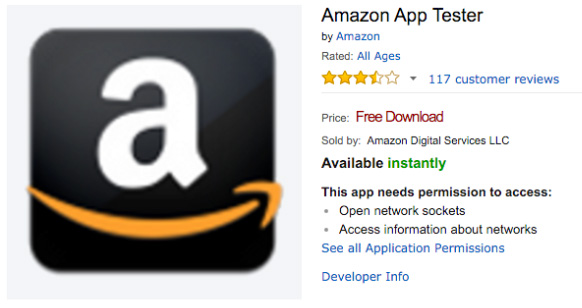 a
Amazon App Tester
by Amazon
Rated: All Ages
117 customer reviews
Price: Free Download
Sold by: Amazon Digital Services LLC
Available instantly
This app needs permission to access:
• Open network sockets
• Access information about networks
See all Application Permissions
Developer Info